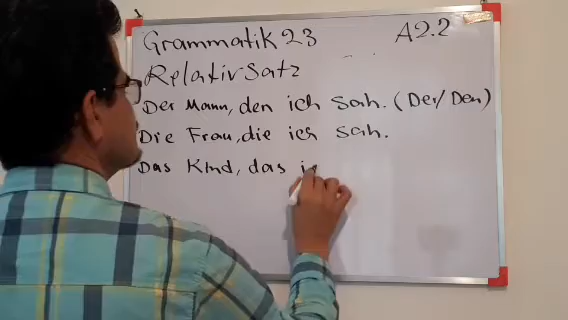 Grammatik 23 A2.2
Relativsatz
Der Mann, den ich sah. (Der/Den)
Die Frau, die ich sah.
Das Kind, das i